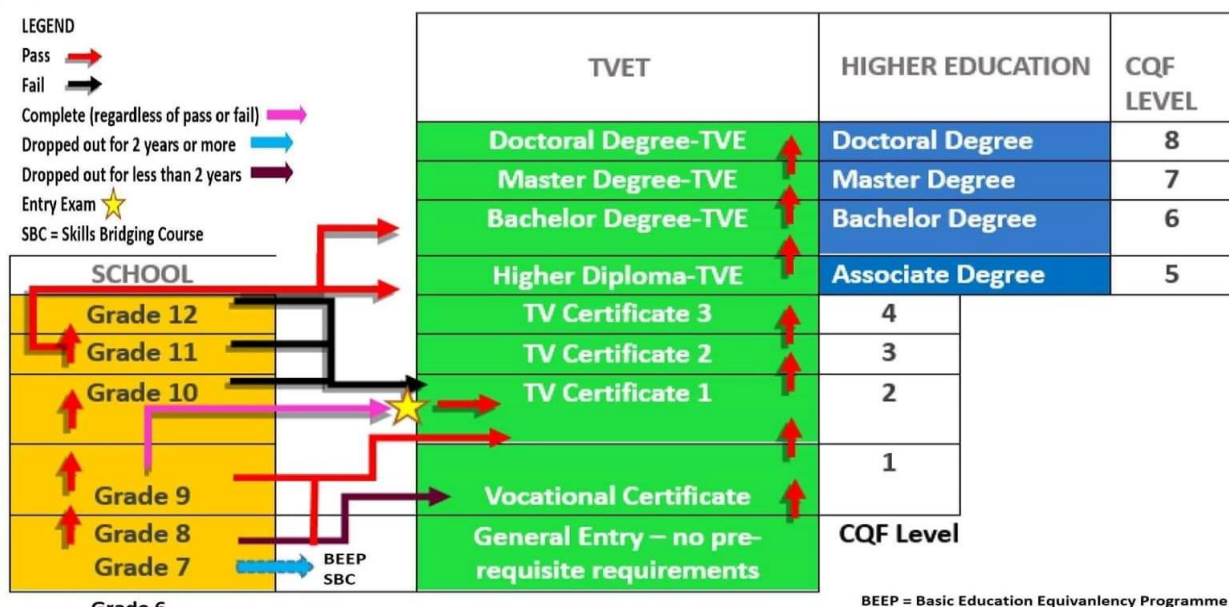 LEGEND
Pass
Fail
Complete (regardless of pass or fail)
Dropped out for 2 years or more
Dropped out for less than 2 years
Entry Exam
SBC = Skills Bridging Course
TVET
HIGHER EDUCATION
CQF
LEVEL
Doctoral Degree-TVE
Doctoral Degree
8
Master Degree-TVE
Master Degree
7
Bachelor Degree-TVE
Bachelor Degree
6
SCHOOL
Higher Diploma-TVE
Associate Degree
5
Grade 12
TV Certificate 3
4
Grade 11
TV Certificate 2
3
Grade 10
TV Certificate 1
2
1
Grade 9
Vocational Certificate
Grade 8
General Entry – no pre-
requisite requirements
CQF Level
Grade 7
BEEP
SBC
Grade 6
BEEP = Basic Education Equivanlency Programme